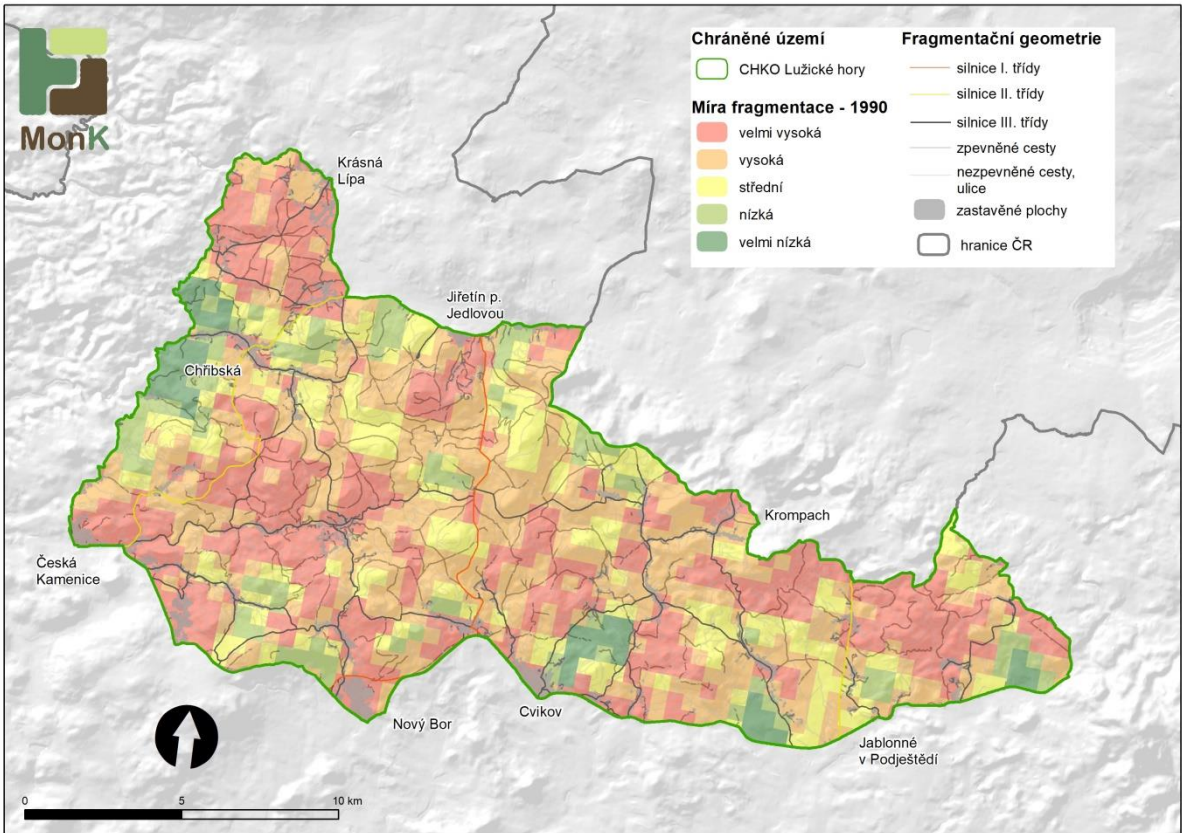 MonK
Chráněné území
CHKO Lužické hory
Míra fragmentace - 1990
velmi vysoká
vysoká
střední
nízká
velmi nízká
Fragmentační geometrie
silnice I. třídy
silnice II. třídy
silnice III. třídy
zpevněné cesty
nezpevněné cesty,
ulice
zastavěné plochy
hranice ČR
Krásná
Lípa
Jiřetín p.
Jedlovou
Chřibská
Krompach
Česká
Kamenice
Nový Bor
Cvikov
Jablonné
v Podještědí
0 5 10 km